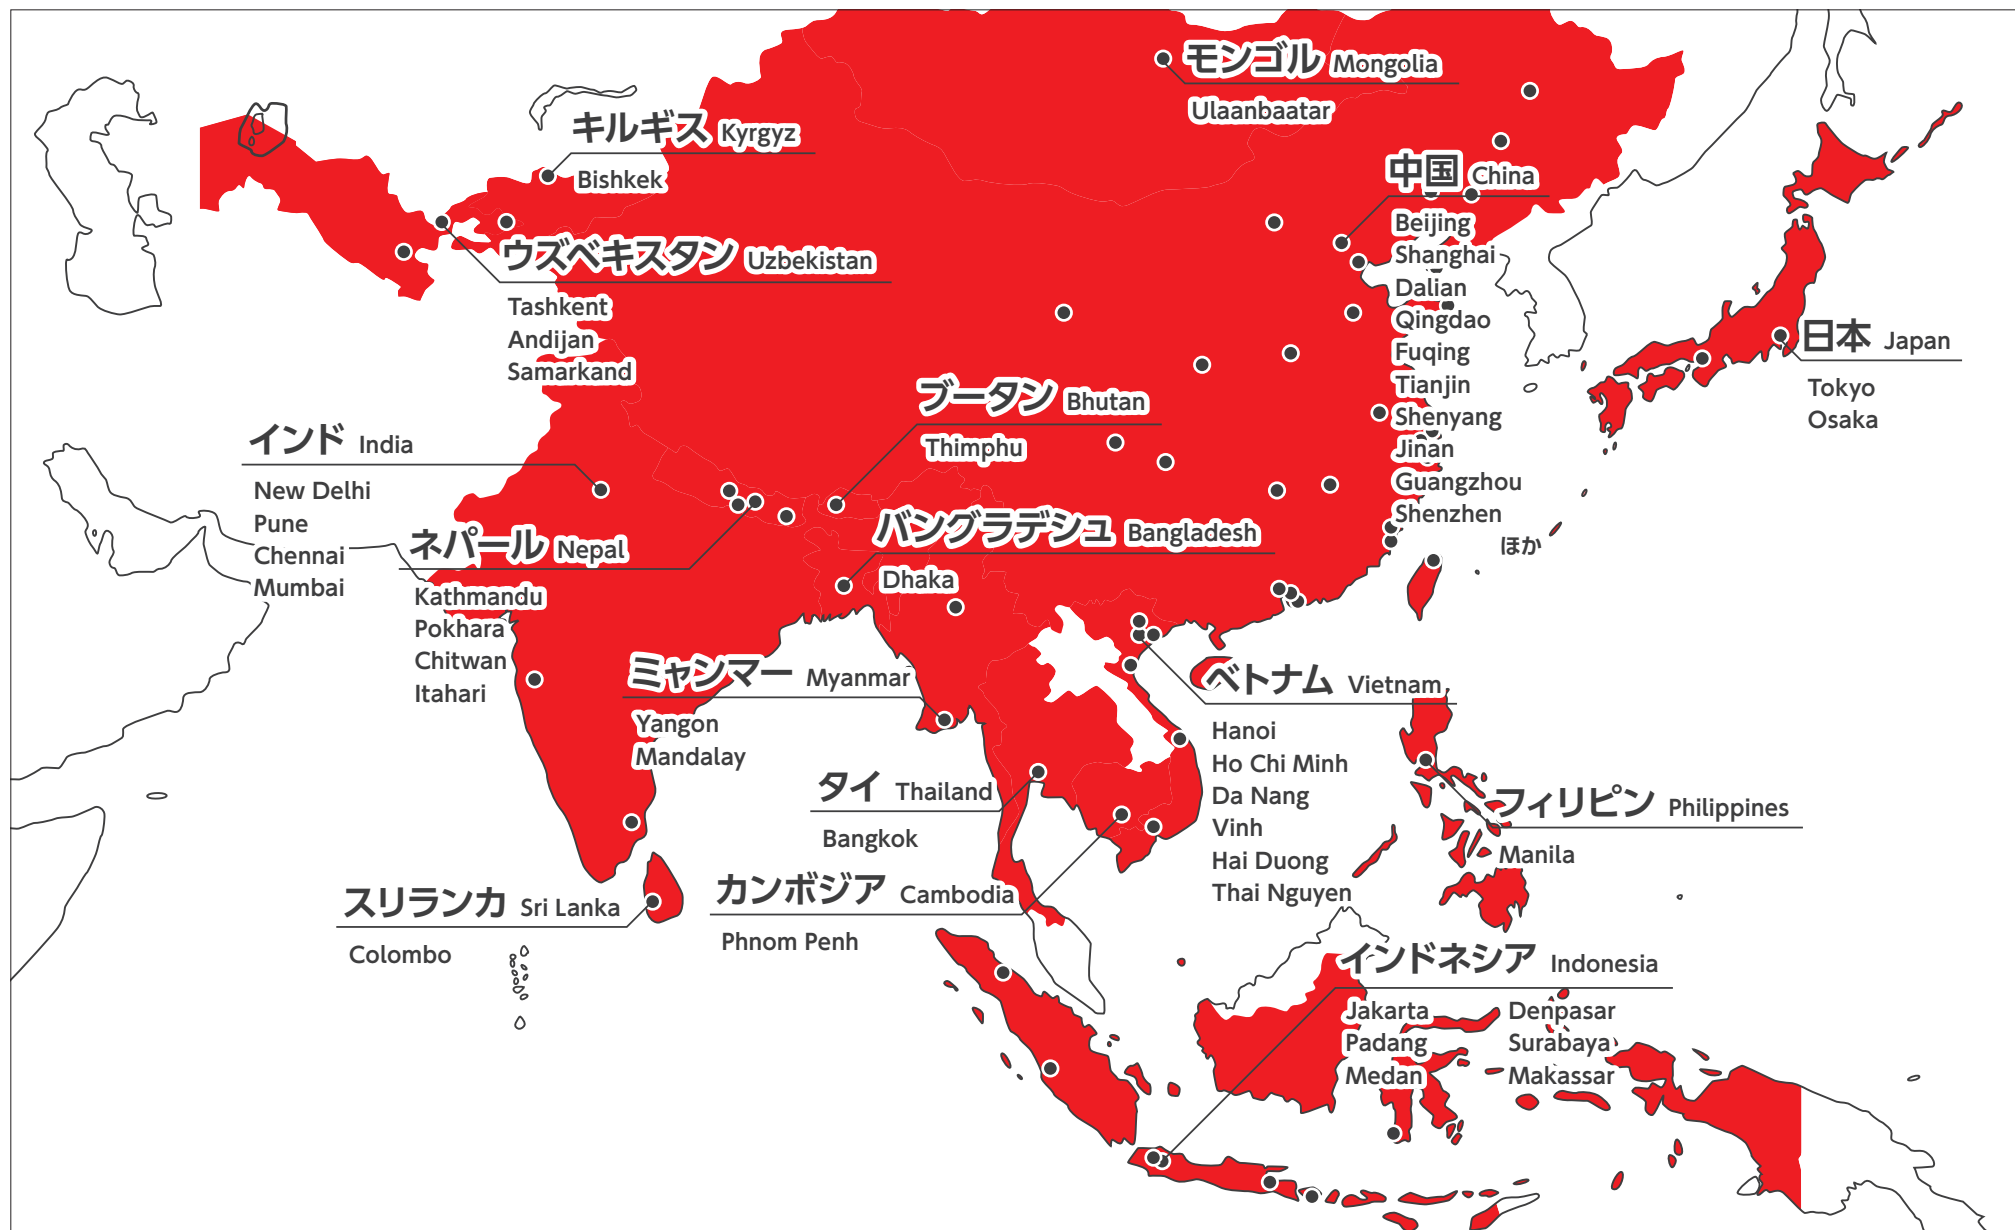 モンゴル Mongolia
Ulaanbaatar
キルギス Kyrgyz
Bishkek
中国 China
Beijing
Shanghai
Dalian
Qingdao
Fuqing
Tianjin
Shenyang
Jinan
Guangzhou
Shenzhen
ほか
ウズベキスタン Uzbekistan
Tashkent
Andijan
Samarkand
日本 Japan
Tokyo
Osaka
ブータン Bhutan
Thimphu
インド India
New Delhi
Pune
Chennai
Mumbai
ネパール Nepal
Kathmandu
Pokhara
Chitwan
Itahari
バングラデシュ Bangladesh
Dhaka
ミャンマー Myanmar
Yangon
Mandalay
ベトナム Vietnam
Hanoi
Ho Chi Minh
Da Nang
Vinh
Hai Duong
Thai Nguyen
タイ Thailand
Bangkok
フィリピン Philippines
Manila
スリランカ Sri Lanka
Colombo
カンボジア Cambodia
Phnom Penh
インドネシア Indonesia
Jakarta Denpasar
Padang Surabaya
Medan Makassar